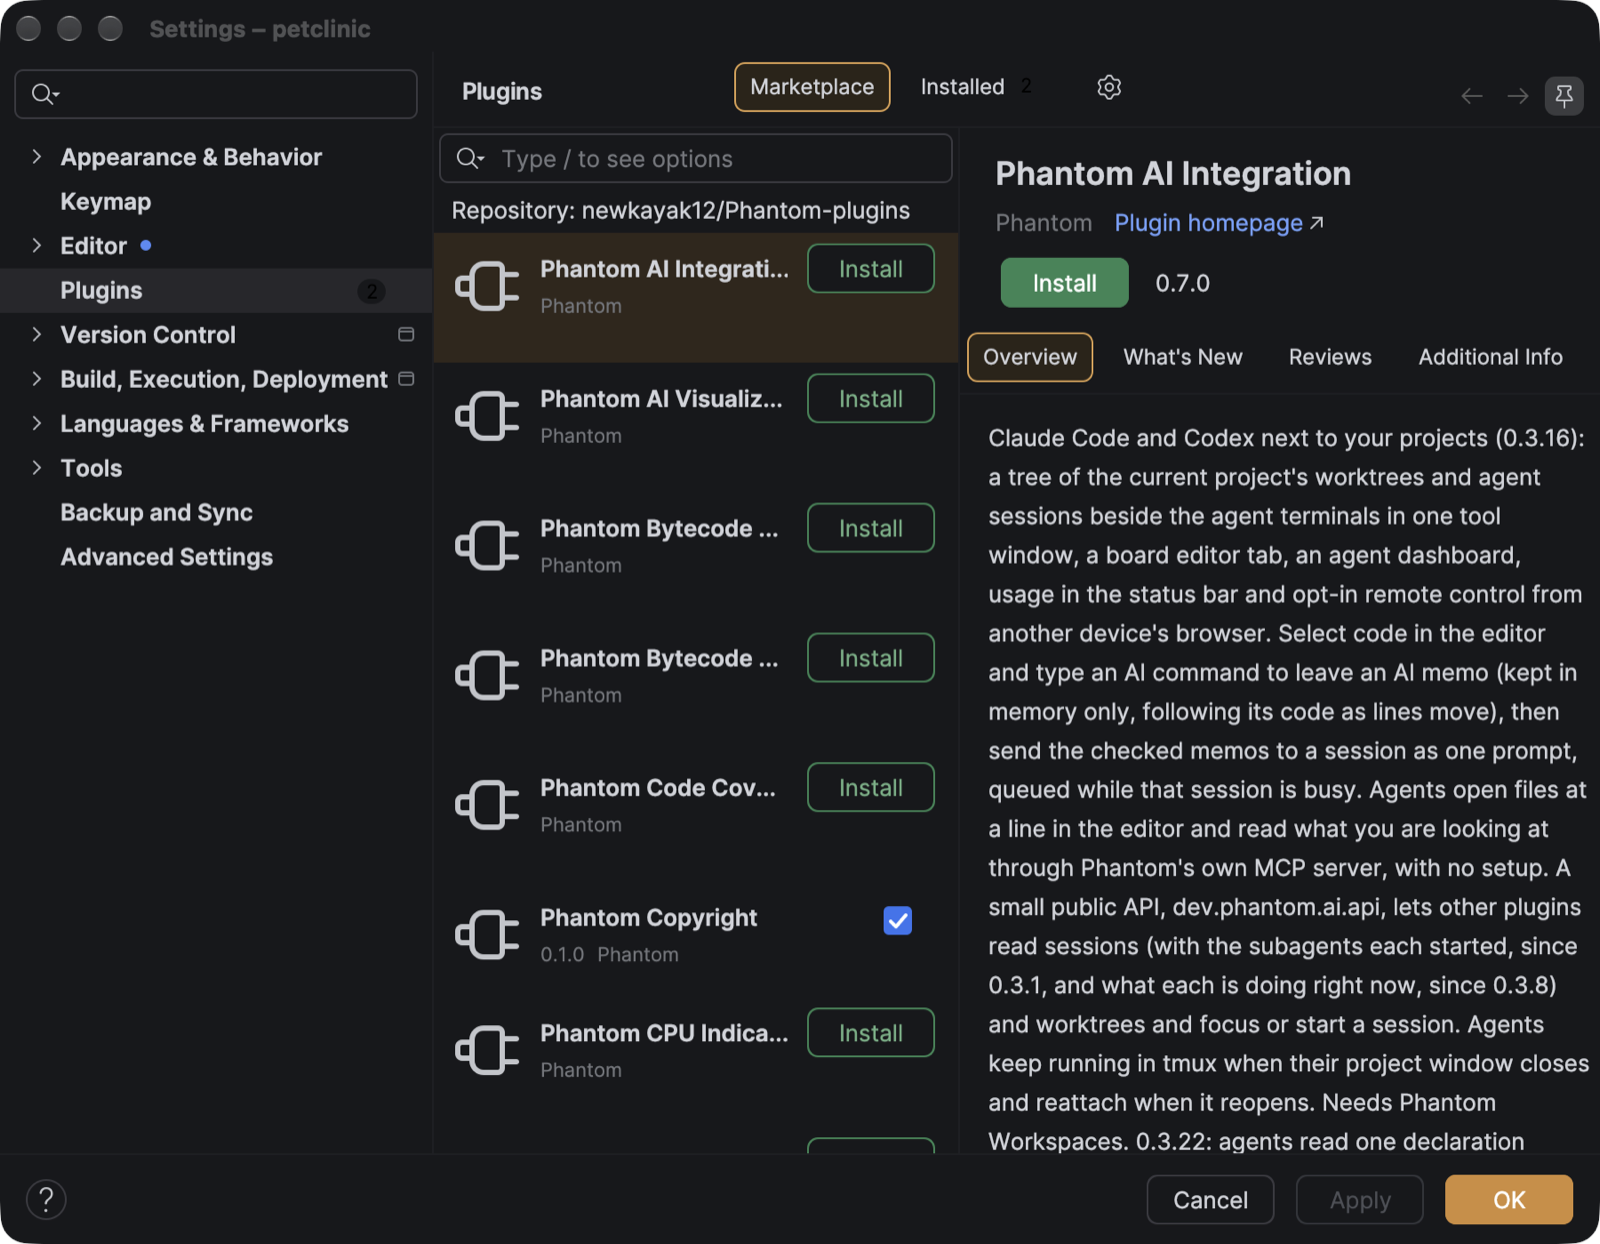 Settings – petclinic
Appearance & Behavior
Keymap
Editor
Plugins 2
Version Control
Build, Execution, Deployment
Languages & Frameworks
Tools
Backup and Sync
Advanced Settings
Plugins
Marketplace
Installed 2
Type / to see options
Repository: newkayak12/Phantom-plugins
Phantom AI Integrati... Install
Phantom
Phantom AI Visualiz... Install
Phantom
Phantom Bytecode ... Install
Phantom
Phantom Bytecode ... Install
Phantom
Phantom Code Cov... Install
Phantom
Phantom Copyright
0.1.0 Phantom
Phantom CPU Indica... Install
Phantom
Phantom AI Integration
Phantom Plugin homepage ↗
Install 0.7.0
Overview What's New Reviews Additional Info
Claude Code and Codex next to your projects (0.3.16):
a tree of the current project's worktrees and agent
sessions beside the agent terminals in one tool
window, a board editor tab, an agent dashboard,
usage in the status bar and opt-in remote control from
another device's browser. Select code in the editor
and type an AI command to leave an AI memo (kept in
memory only, following its code as lines move), then
send the checked memos to a session as one prompt,
queued while that session is busy. Agents open files at
a line in the editor and read what you are looking at
through Phantom's own MCP server, with no setup. A
small public API, dev.phantom.ai.api, lets other plugins
read sessions (with the subagents each started, since
0.3.1, and what each is doing right now, since 0.3.8)
and worktrees and focus or start a session. Agents
keep running in tmux when their project window closes
and reattach when it reopens. Needs Phantom
Workspaces. 0.3.22: agents read one declaration
?
Cancel
Apply
OK